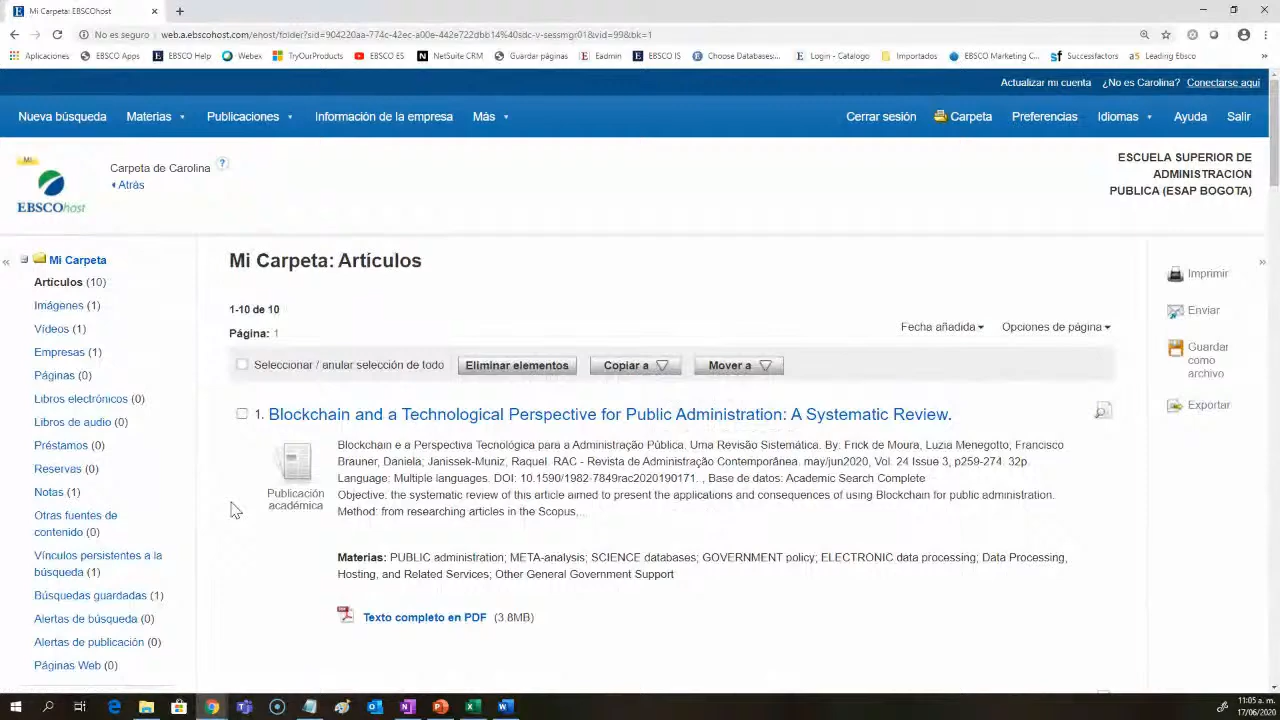 Mi Carpeta: EBSCOhost
No es seguro | web.a.ebscohost.com/ehost/folder?sid=904220aa-774c-42ec-a00e-442e722dbb14%40sdc-v-sessmgr01&vid=99&bk=1
Aplicaciones EBSCO Apps EBSCO Help Webex TryOurProducts EBSCO ES NetSuite CRM Guardar páginas Eadmin EBSCO IS Choose Databases:... Login - Catalogo Importados EBSCO Marketing C... Successfactors Leading Ebsco
Actualizar mi cuenta ¿No es Carolina? Conectarse aquí
Nueva búsqueda Materias Publicaciones Información de la empresa Más Cerrar sesión Carpeta Preferencias Idiomas Ayuda Salir
MI
EBSCOhost
Carpeta de Carolina ?
Atrás
ESCUELA SUPERIOR DE
ADMINISTRACION
PUBLICA (ESAP BOGOTA)
Mi Carpeta
Artículos (10)
Imágenes (1)
Vídeos (1)
Empresas (1)
Páginas (0)
Libros electrónicos (0)
Libros de audio (0)
Préstamos (0)
Reservas (0)
Notas (1)
Otras fuentes de
contenido (0)
Vínculos persistentes a la
búsqueda (1)
Búsquedas guardadas (1)
Alertas de búsqueda (0)
Alertas de publicación (0)
Páginas Web (0)
Mi Carpeta: Artículos
1-10 de 10
Página: 1
Fecha añadida Opciones de página
Seleccionar / anular selección de todo Eliminar elementos Copiar a Mover a
1. Blockchain and a Technological Perspective for Public Administration: A Systematic Review.
Publicación
académica
Blockchain e a Perspectiva Tecnológica para a Administração Pública: Uma Revisão Sistemática. By: Frick de Moura, Luzia Menegotto; Francisco
Brauner, Daniela; Janissek-Muniz, Raquel. RAC - Revista de Administração Contemporânea. may/jun2020, Vol. 24 Issue 3, p259-274. 32p.
Language: Multiple languages. DOI: 10.1590/1982-7849rac2020190171. , Base de datos: Academic Search Complete
Objective: the systematic review of this article aimed to present the applications and consequences of using Blockchain for public administration.
Method: from researching articles in the Scopus,...
Materias: PUBLIC administration; META-analysis; SCIENCE databases; GOVERNMENT policy; ELECTRONIC data processing; Data Processing,
Hosting, and Related Services; Other General Government Support
Texto completo en PDF (3.8MB)
Imprimir
Enviar
Guardar
como
archivo
Exportar
11:05 a. m.
17/06/2020